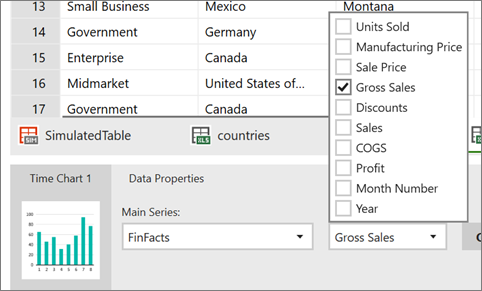 13 Small Business Mexico Montana
14 Government Germany
15 Enterprise Canada
16 Midmarket United States of...
17 Government Canada
Units Sold
Manufacturing Price
Sale Price
Gross Sales
Discounts
Sales
COGS
Profit
Month Number
Year
SIM SimulatedTable XLS countries
Time Chart 1 Data Properties
Main Series:
FinFacts Gross Sales
100
80
60
40
20
0
1 2 3 4 5 6 7 8